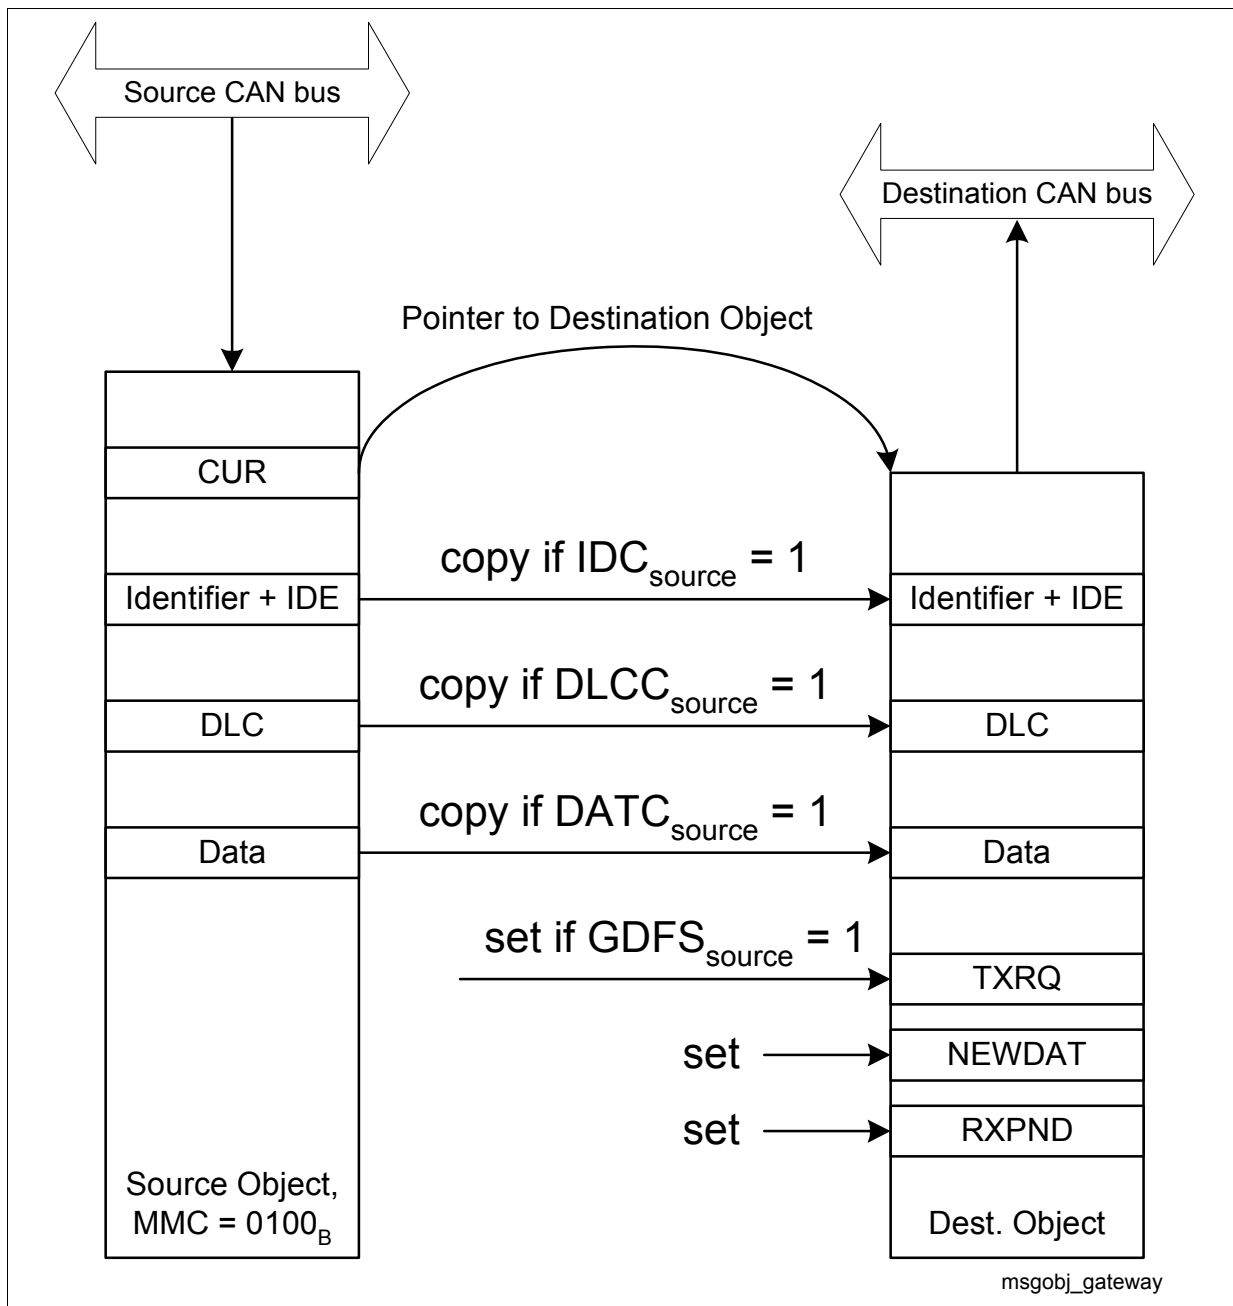 Source CAN bus
Destination CAN bus
Pointer to Destination Object
CUR
copy if IDCsource = 1
Identifier + IDE
Identifier + IDE
copy if DLCCsource = 1
DLC
DLC
copy if DATCsource = 1
Data
Data
set if GDFSsource = 1
TXRQ
set
NEWDAT
set
RXPND
Source Object,
MMC = 0100B
Dest. Object
msgobj_gateway